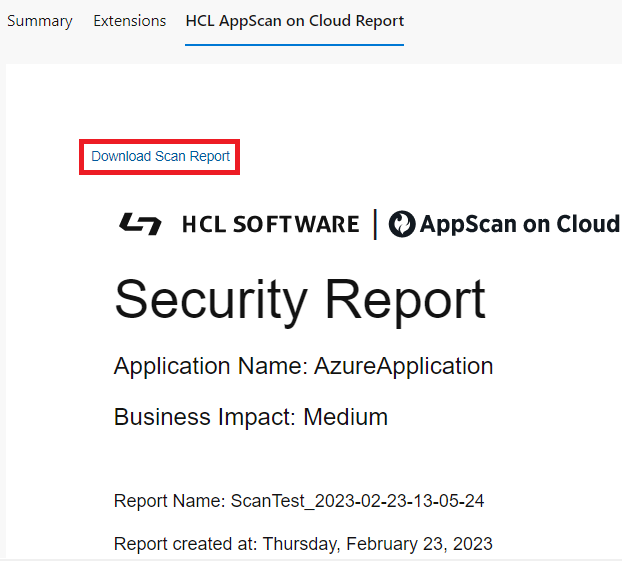 Summary Extensions HCL AppScan on Cloud Report
Download Scan Report
HCL SOFTWARE | AppScan on Cloud
Security Report
Application Name: AzureApplication
Business Impact: Medium
Report Name: ScanTest_2023-02-23-13-05-24
Report created at: Thursday, February 23, 2023